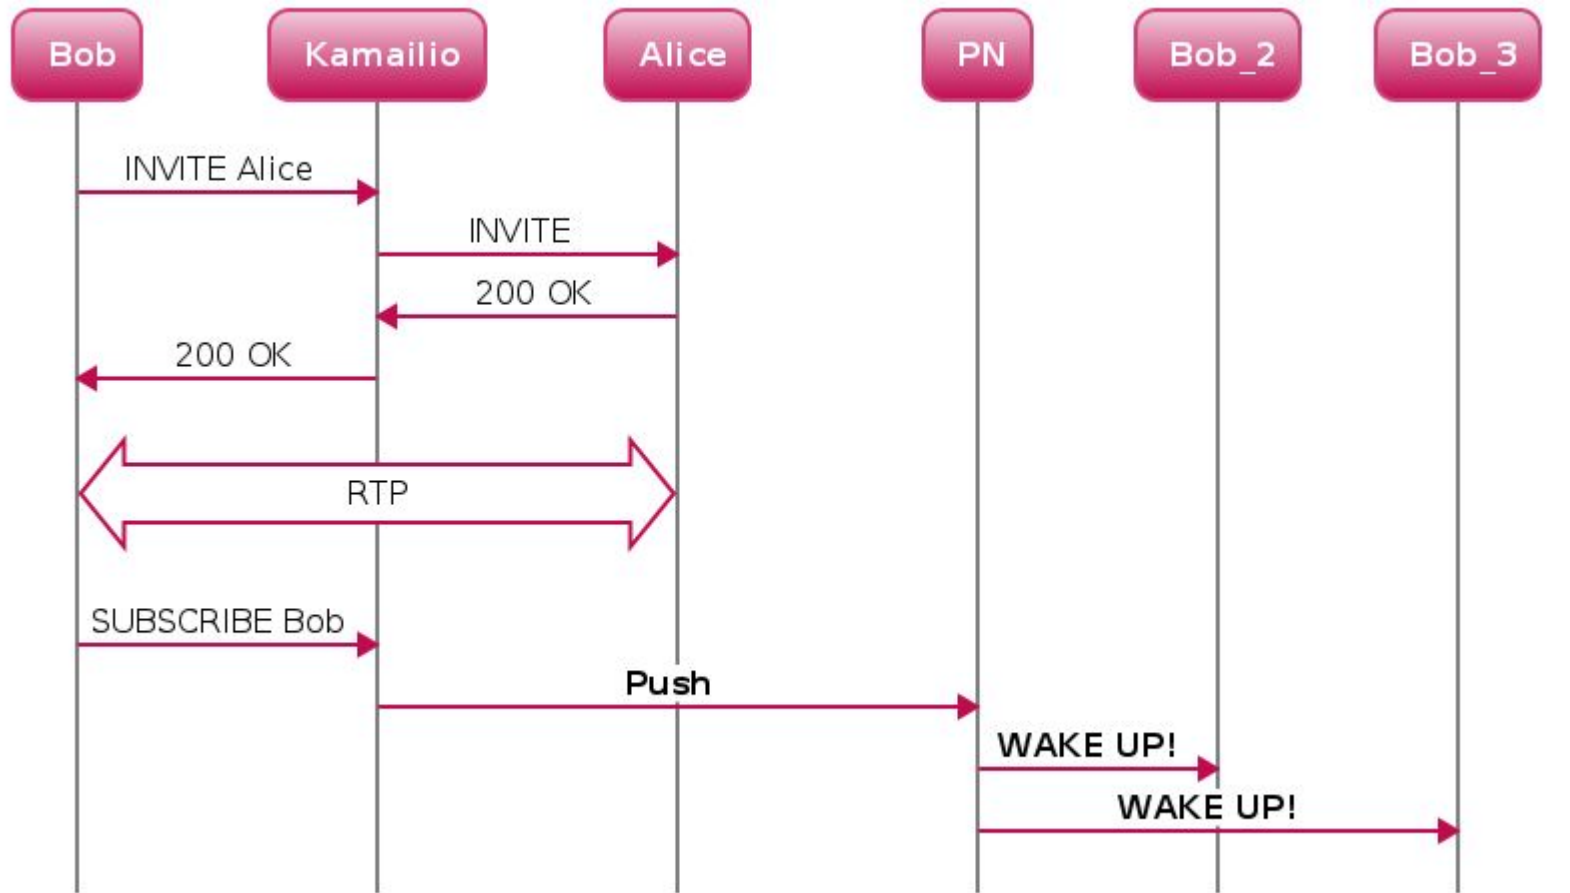 Bob
Kamailio
Alice
PN
Bob_2
Bob_3
INVITE Alice
INVITE
200 OK
200 OK
RTP
SUBSCRIBE Bob
Push
WAKE UP!
WAKE UP!